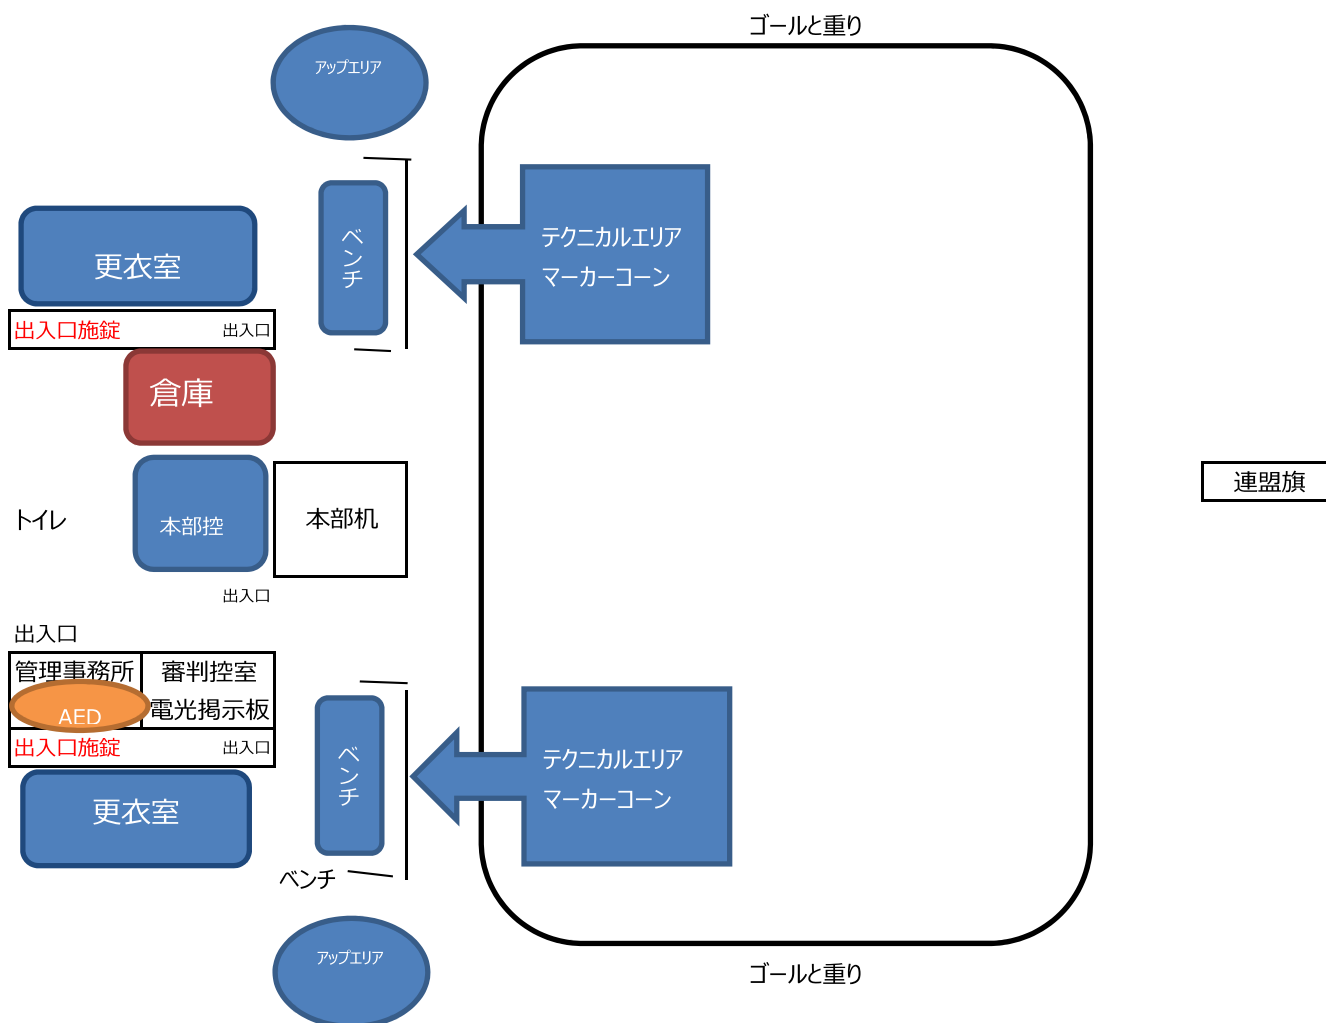 ゴールと重り
アップエリア
ベンチ
テクニカルエリア
マーカーコーン
更衣室
出入口施錠
出入口
倉庫
連盟旗
トイレ
本部控
本部机
出入口
出入口
管理事務所
審判控室
AED
電光掲示板
出入口施錠
出入口
ベンチ
テクニカルエリア
マーカーコーン
更衣室
ベンチ
アップエリア
ゴールと重り